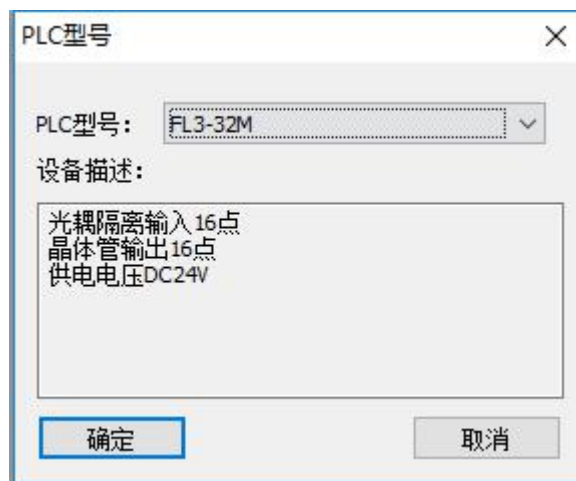 PLC型号
PLC型号： FL3-32M
设备描述：
光耦隔离输入16点
晶体管输出16点
供电电压DC24V
确定 取消